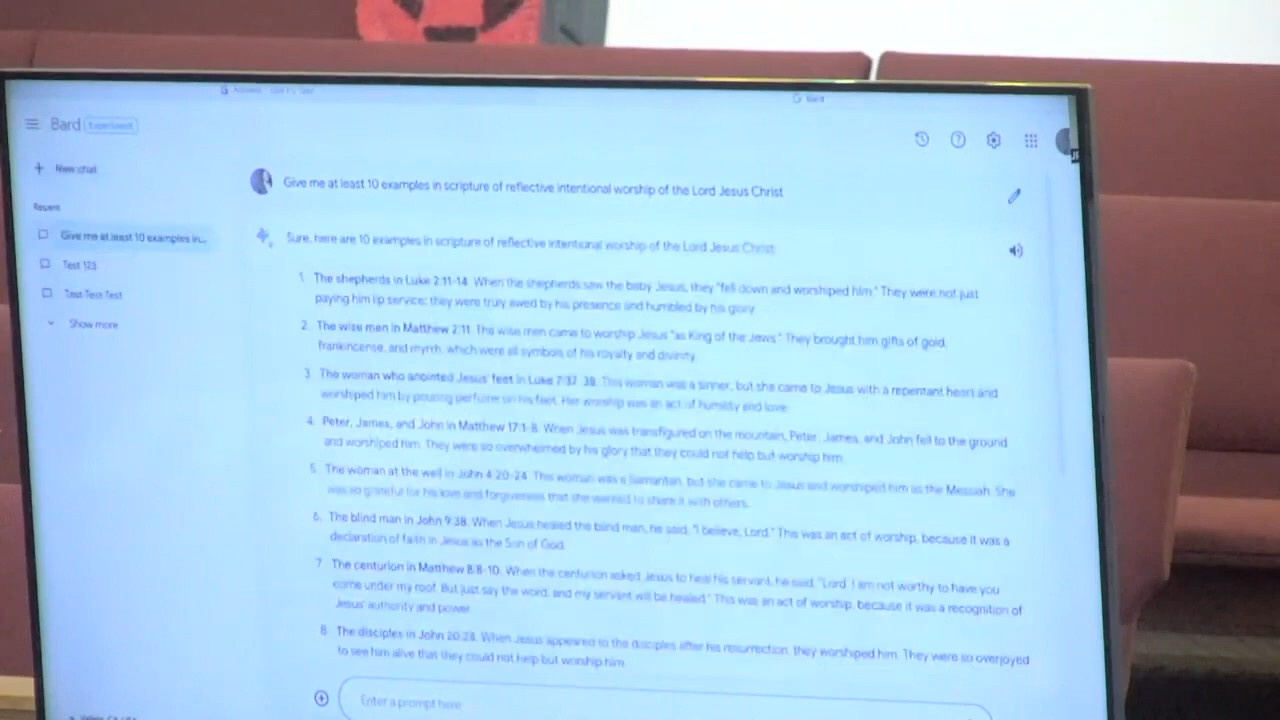 Bard
Bard Experiment
New chat
Give me at least 10 examples in scripture of reflective intentional worship of the Lord Jesus Christ
Recent
Give me at least 10 examples in...
Sure, here are 10 examples in scripture of reflective intentional worship of the Lord Jesus Christ:
Test 123
Test Test Test
Show more
1. The shepherds in Luke 2:11-14. When the shepherds saw the baby Jesus, they "fell down and worshiped him." They were not just
paying him lip service; they were truly awed by his presence and humbled by his glory.
2. The wise men in Matthew 2:11. The wise men came to worship Jesus "as King of the Jews." They brought him gifts of gold,
frankincense, and myrrh, which were all symbols of his royalty and divinity.
3. The woman who anointed Jesus' feet in Luke 7:37-38. This woman was a sinner, but she came to Jesus with a repentant heart and
worshiped him by pouring perfume on his feet. Her worship was an act of humility and love.
4. Peter, James, and John in Matthew 17:1-8. When Jesus was transfigured on the mountain, Peter, James, and John fell to the ground
and worshiped him. They were so overwhelmed by his glory that they could not help but worship him.
5. The woman at the well in John 4:20-24. This woman was a Samaritan, but she came to Jesus and worshiped him as the Messiah. She
was so grateful for his love and forgiveness that she wanted to share it with others.
6. The blind man in John 9:38. When Jesus healed the blind man, he said, "I believe, Lord." This was an act of worship, because it was a
declaration of faith in Jesus as the Son of God.
7. The centurion in Matthew 8:8-10. When the centurion asked Jesus to heal his servant, he said, "Lord, I am not worthy to have you
come under my roof. But just say the word, and my servant will be healed." This was an act of worship, because it was a recognition of
Jesus' authority and power.
8. The disciples in John 20:28. When Jesus appeared to the disciples after his resurrection, they worshiped him. They were so overjoyed
to see him alive that they could not help but worship him.
Enter a prompt here